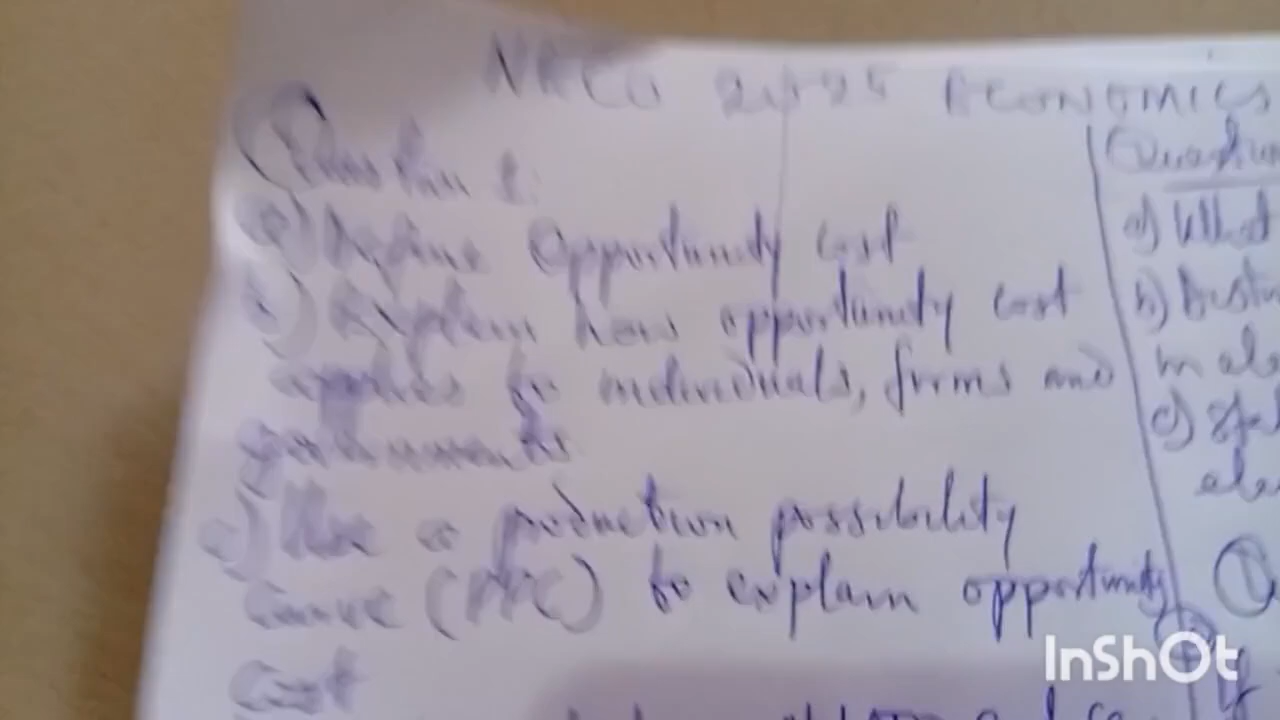 NECO 2025 ECONOMICS
Question 1:
a) Define Opportunity cost
b) Explain how opportunity cost
applies to individuals, firms and
governments
c) Use a production possibility
Curve (PPC) to explain opportunity
Cost
Question
a) What
b)
c)
InShOt